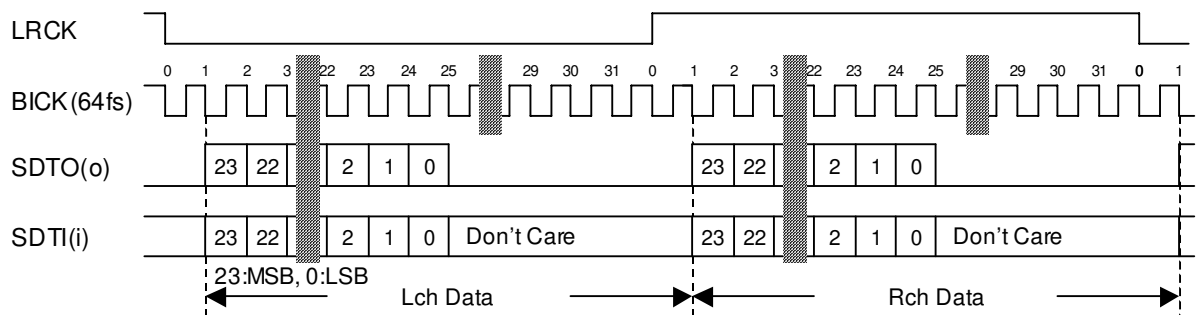 LRCK
0 1 2 3 22 23 24 25 29 30 31 0 1 2 3 22 23 24 25 29 30 31 0 1
BICK(64fs)
SDTO(o) 23 22 2 1 0 23 22 2 1 0
SDTI(i) 23 22 2 1 0 Don't Care 23 22 2 1 0 Don't Care
23:MSB, 0:LSB
Lch Data Rch Data